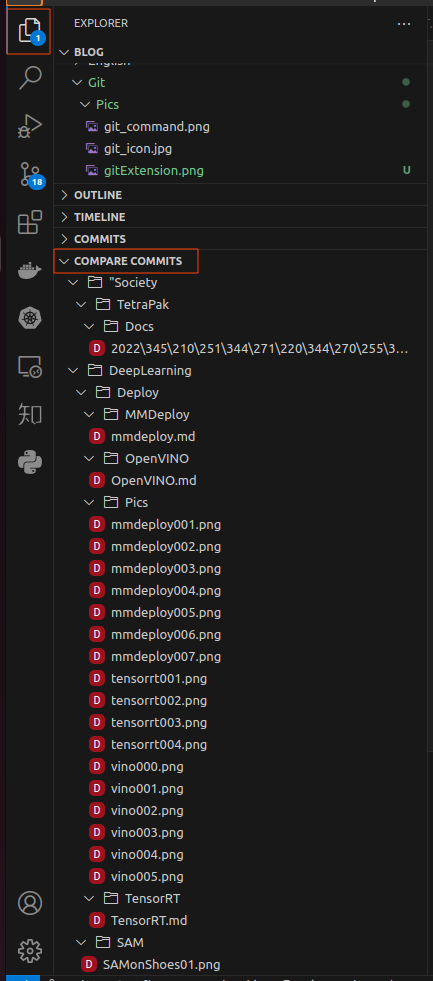 EXPLORER
1
BLOG
English
Git
Pics
git_command.png
git_icon.jpg
gitExtension.png U
18
OUTLINE
TIMELINE
COMMITS
COMPARE COMMITS
"Society
TetraPak
Docs
D 2022\345\210\251\344\271\220\344\270\255\3...
DeepLearning
Deploy
MMDeploy
D mmdeploy.md
知
OpenVINO
D OpenVINO.md
Pics
D mmdeploy001.png
D mmdeploy002.png
D mmdeploy003.png
D mmdeploy004.png
D mmdeploy005.png
D mmdeploy006.png
D mmdeploy007.png
D tensorrt001.png
D tensorrt002.png
D tensorrt003.png
D tensorrt004.png
D vino000.png
D vino001.png
D vino002.png
D vino003.png
D vino004.png
D vino005.png
TensorRT
D TensorRT.md
SAM
D SAMonShoes01.png